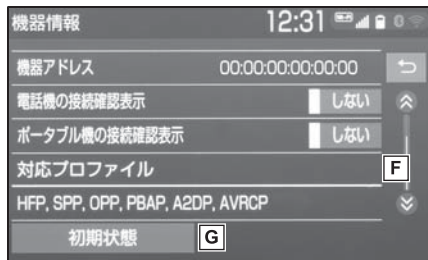 機器情報 12:31 0
機器アドレス 00:00:00:00:00:00
電話機の接続確認表示 しない
ポータブル機の接続確認表示 しない
対応プロファイル F
HFP, SPP, OPP, PBAP, A2DP, AVRCP
初期状態 G